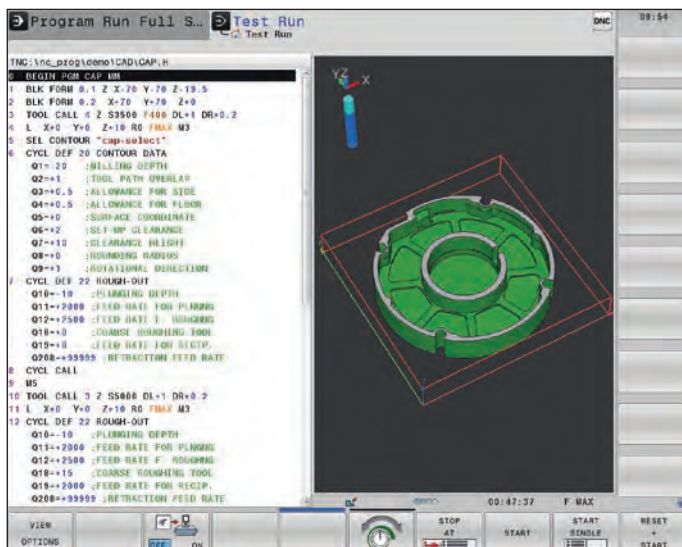 Program Run Full S... Test Run
Test Run
DNC
09:54
TNC:\nc_prog\demo\CAD\CAP.H
0 BEGIN PGM CAP MM
1 BLK FORM 0.1 Z X-70 Y-70 Z-19.5
2 BLK FORM 0.2 X+70 Y+70 Z+0
3 TOOL CALL 4 Z S3500 F400 DL+1 DR+0.2
4 L X+0 Y+0 Z+10 R0 FMAX M3
5 SEL CONTOUR "cap-select"
6 CYCL DEF 20 CONTOUR DATA
Q1=-20 ;MILLING DEPTH
Q2=+1 ;TOOL PATH OVERLAP
Q3=+0.5 ;ALLOWANCE FOR SIDE
Q4=+0.5 ;ALLOWANCE FOR FLOOR
Q5=+0 ;SURFACE COORDINATE
Q6=+2 ;SET-UP CLEARANCE
Q7=+10 ;CLEARANCE HEIGHT
Q8=+0 ;ROUNDING RADIUS
Q9=+1 ;ROTATIONAL DIRECTION
7 CYCL DEF 22 ROUGH-OUT
Q10=-10 ;PLUNGING DEPTH
Q11=+2000 ;FEED RATE FOR PLNGNG
Q12=+2500 ;FEED RATE F. ROUGHNG
Q18=+0 ;COARSE ROUGHING TOOL
Q19=+0 ;FEED RATE FOR RECIP.
Q208=+99999 ;RETRACTION FEED RATE
8 CYCL CALL
9 M5
10 TOOL CALL 3 Z S5000 DL+1 DR+0.2
11 L X+0 Y+0 Z+10 R0 FMAX M3
12 CYCL DEF 22 ROUGH-OUT
Q10=-10 ;PLUNGING DEPTH
Q11=+2000 ;FEED RATE FOR PLNGNG
Q12=+2500 ;FEED RATE F. ROUGHNG
Q18=+15 ;COARSE ROUGHING TOOL
Q19=+2000 ;FEED RATE FOR RECIP.
Q208=+99999 ;RETRACTION FEED RATE
Y Z X
00:47:37 F MAX
VIEW
OPTIONS
OFF ON
STOP
AT
START
START
SINGLE
RESET
+
START